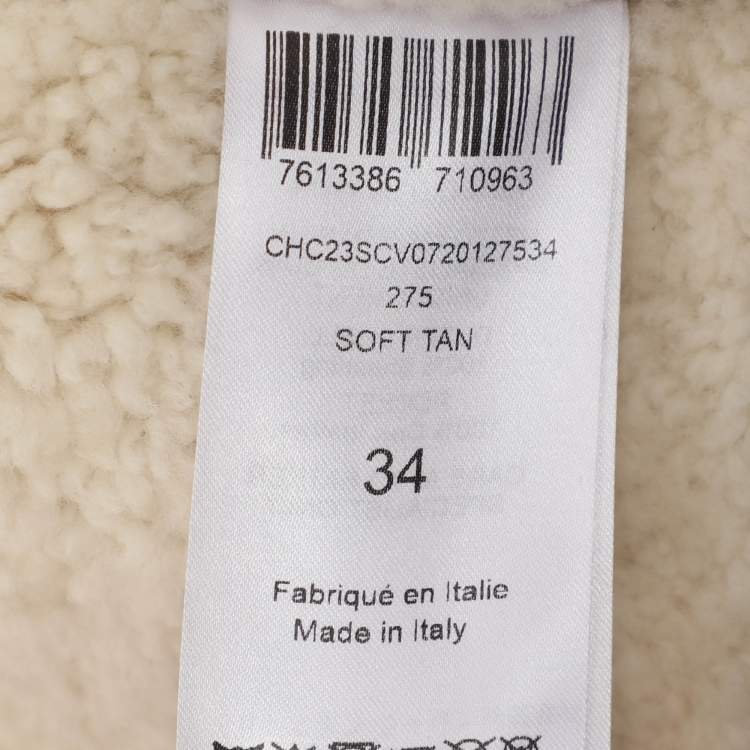 7613386 710963
CHC23SCV0720127534
275
SOFT TAN
34
Fabriqué en Italie
Made in Italy